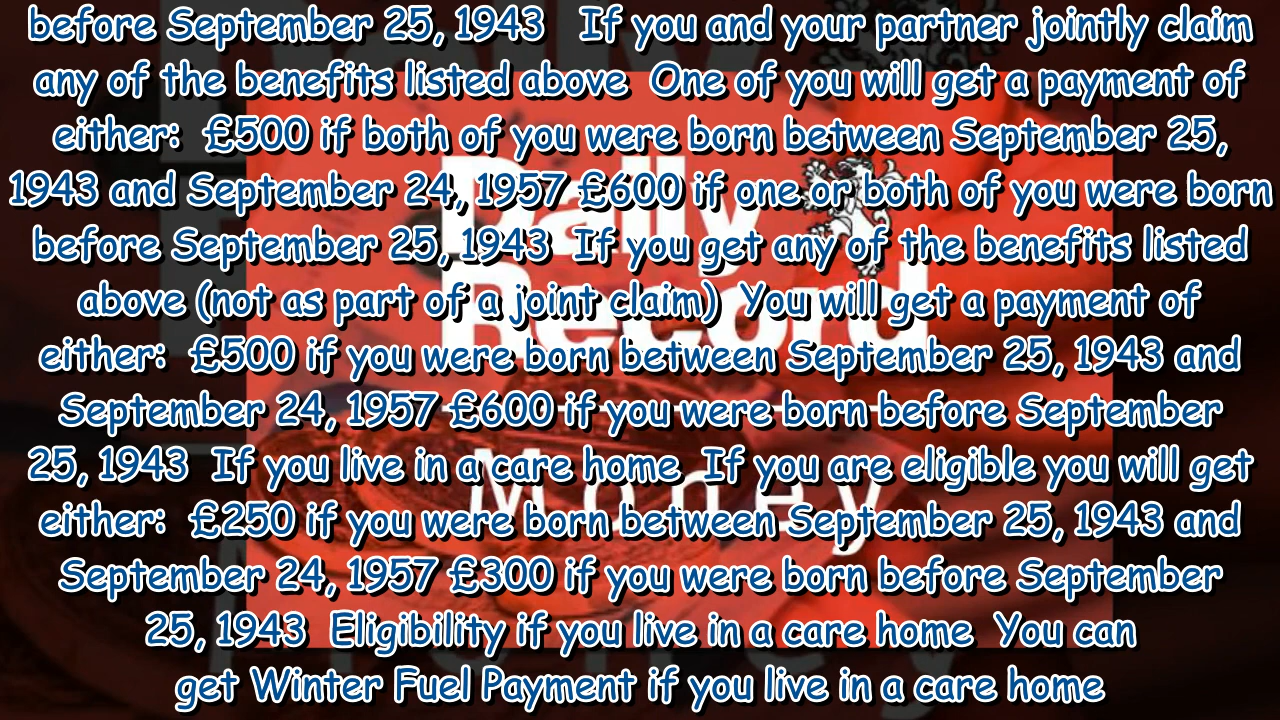 before September 25, 1943 If you and your partner jointly claim
any of the benefits listed above One of you will get a payment of
either: £500 if both of you were born between September 25,
1943 and September 24, 1957 £600 if one or both of you were born
before September 25, 1943 If you get any of the benefits listed
above (not as part of a joint claim) You will get a payment of
either: £500 if you were born between September 25, 1943 and
September 24, 1957 £600 if you were born before September
25, 1943 If you live in a care home If you are eligible you will get
either: £250 if you were born between September 25, 1943 and
September 24, 1957 £300 if you were born before September
25, 1943 Eligibility if you live in a care home You can
get Winter Fuel Payment if you live in a care home
Daily
Record
Money